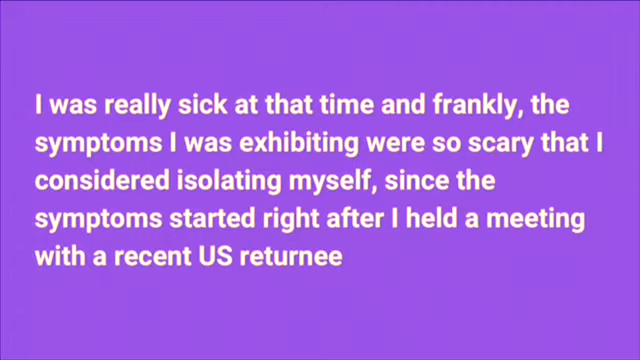 I was really sick at that time and frankly, the
symptoms I was exhibiting were so scary that I
considered isolating myself, since the
symptoms started right after I held a meeting
with a recent US returnee